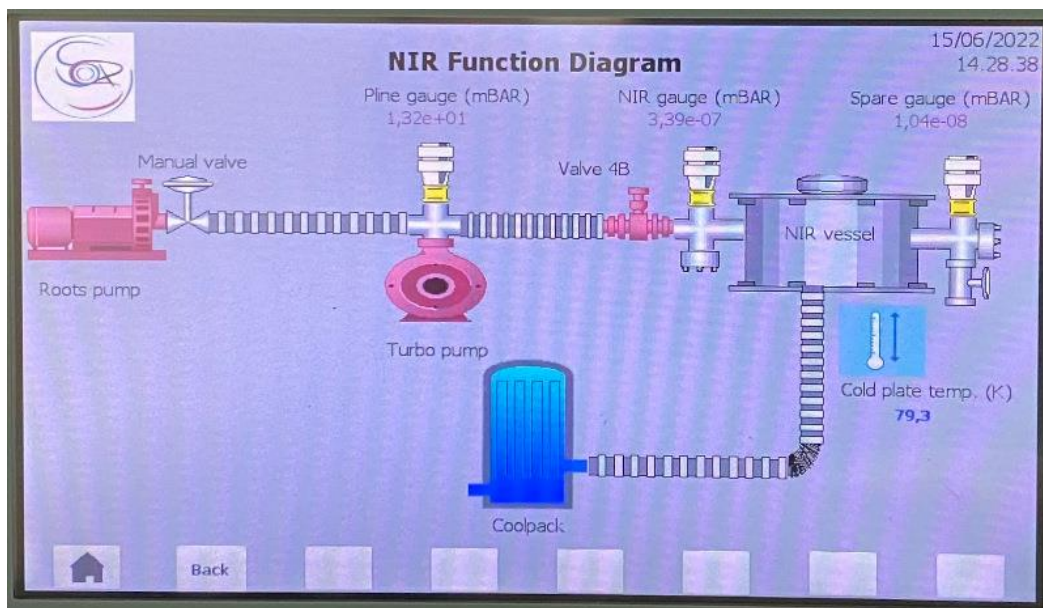 15/06/2022
NIR Function Diagram
14.28.38
Pline gauge (mBAR)
NIR gauge (mBAR)
Spare gauge (mBAR)
1,32e+01
3,39e-07
1,04e-08
Manual valve
Valve 4B
NIR vessel
Roots pump
Turbo pump
Cold plate temp. (K)
79,3
Coolpack
Back